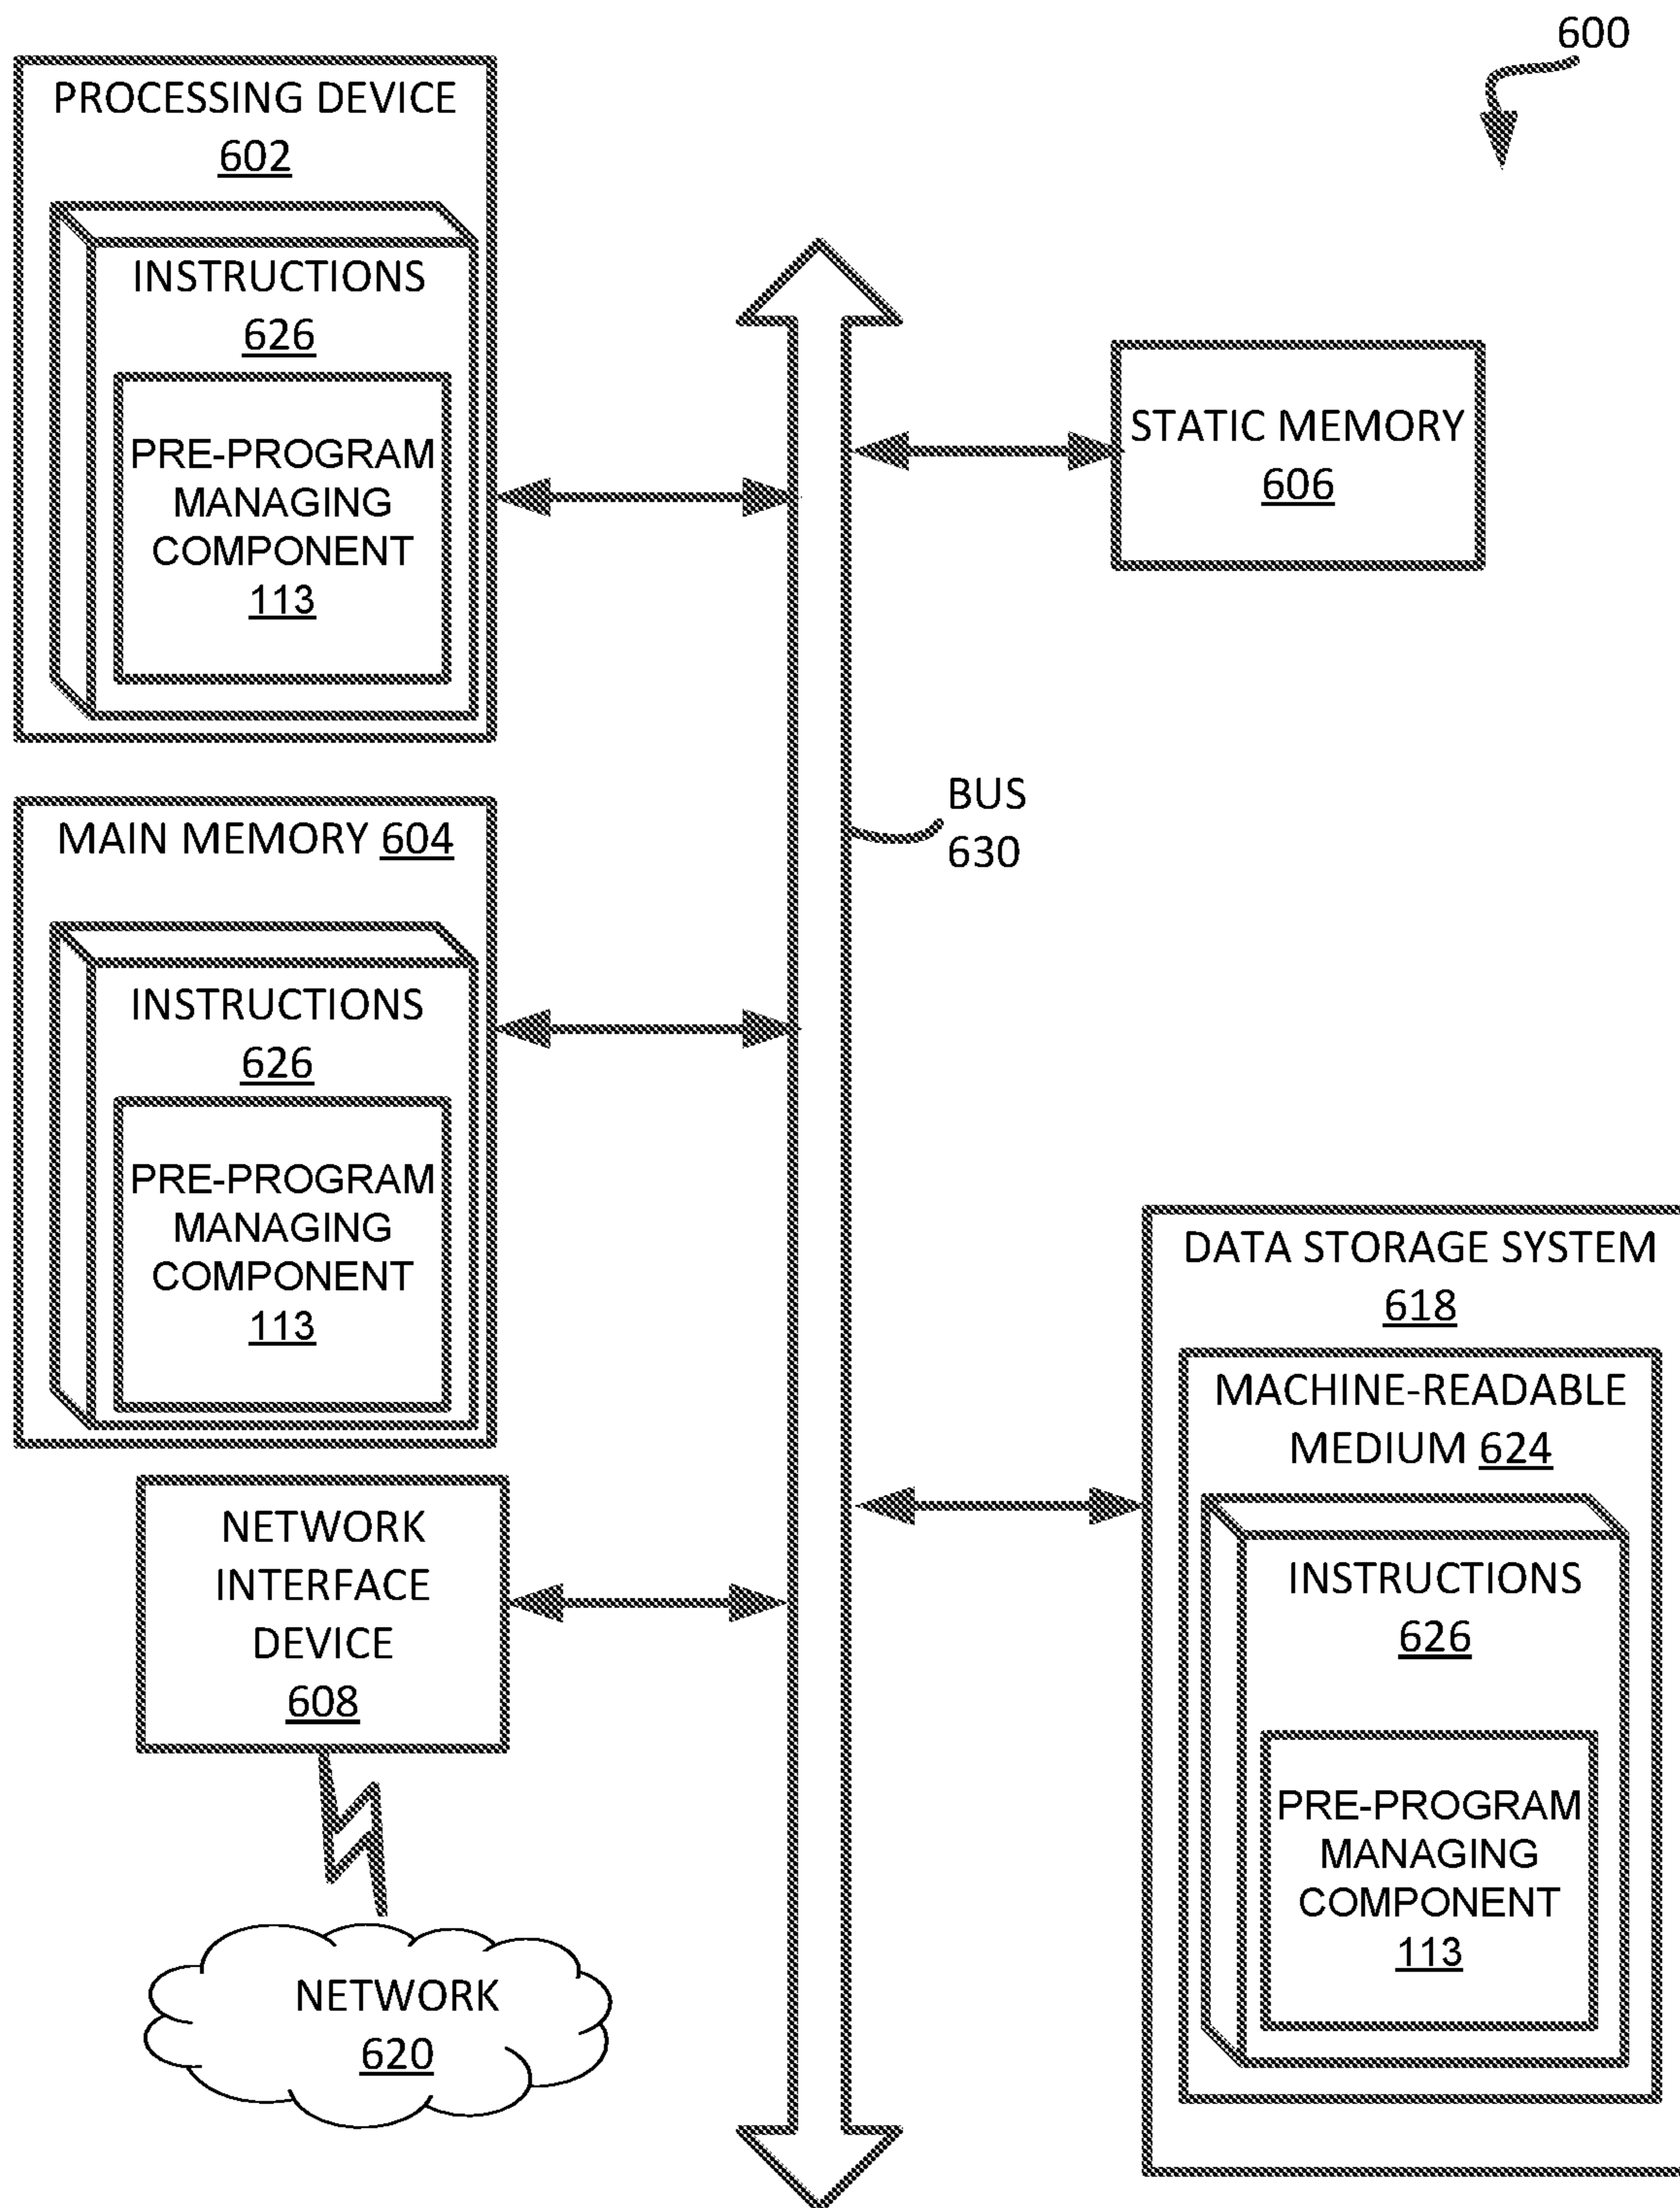 600
PROCESSING DEVICE
602
INSTRUCTIONS
626
PRE-PROGRAM
MANAGING
COMPONENT
113
STATIC MEMORY
606
BUS
630
MAIN MEMORY 604
INSTRUCTIONS
626
PRE-PROGRAM
MANAGING
COMPONENT
113
DATA STORAGE SYSTEM
618
MACHINE-READABLE
MEDIUM 624
INSTRUCTIONS
626
PRE-PROGRAM
MANAGING
COMPONENT
113
NETWORK
INTERFACE
DEVICE
608
NETWORK
620